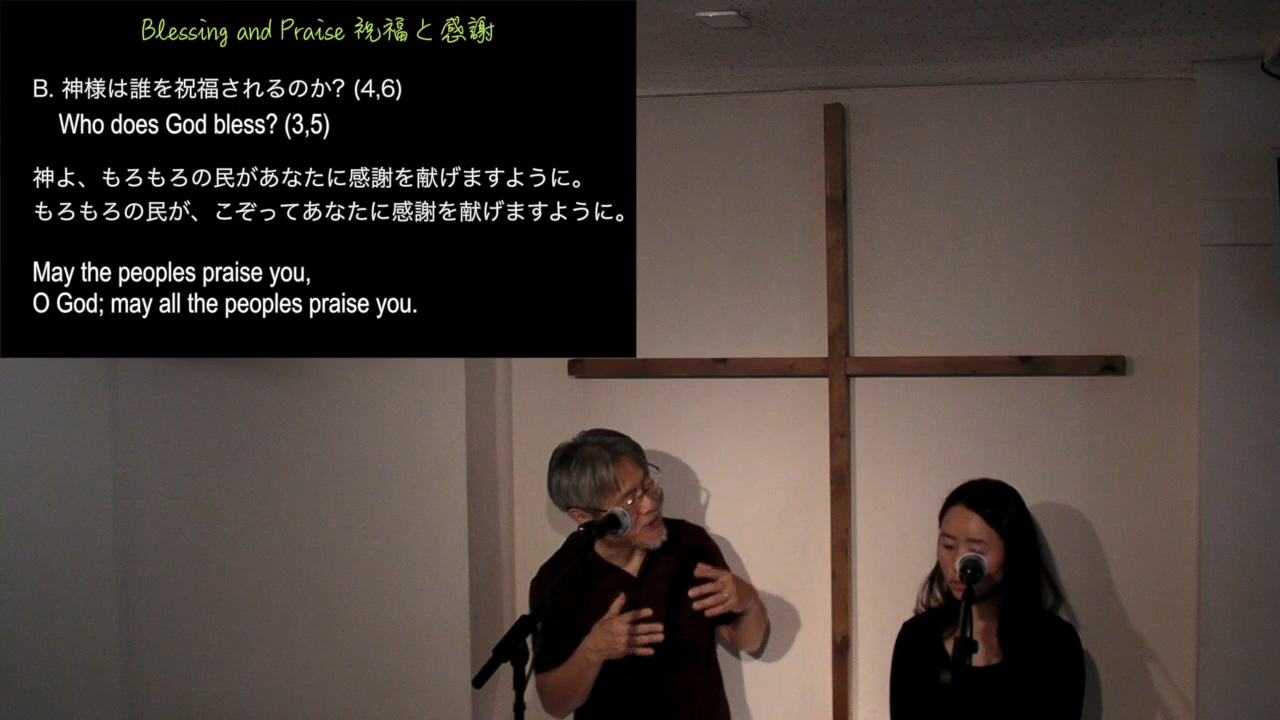 Blessing and Praise 祝福と感謝
B. 神様は誰を祝福されるのか? (4,6)
Who does God bless? (3,5)
神よ、もろもろの民があなたに感謝を献げますように。
もろもろの民が、こぞってあなたに感謝を献げますように。
May the peoples praise you,
O God; may all the peoples praise you.